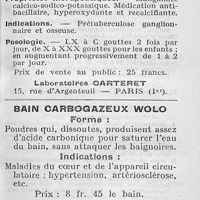 calcico-sodico-potassique. Médication anti-
bacillaire, hyperoxydante et recalcifiante.
Indications. — Prétuberculose ganglion-
naire et osseuse.
Posologie. — LX à C gouttes 2 fois par
jour, de X à XXX gouttes pour les enfants ;
en augmentant progressivement de 1 à 2 gouttes
par jour.
Prix de vente au public : 25 francs.
Laboratoires CARTERET
15, rue d'Argenteuil — PARIS (1er).
BAIN CARBOGAZEUX WOLO
Forme :
Poudres qui, dissoutes, produisent assez
d'acide carbonique pour saturer l'eau
du bain, sans attaquer les baignoires.
Indications :
Maladies du cœur et de l'appareil circu-
latoire : hypertension, artériosclérose,
etc.
Prix : 8 fr. 45 le bain.